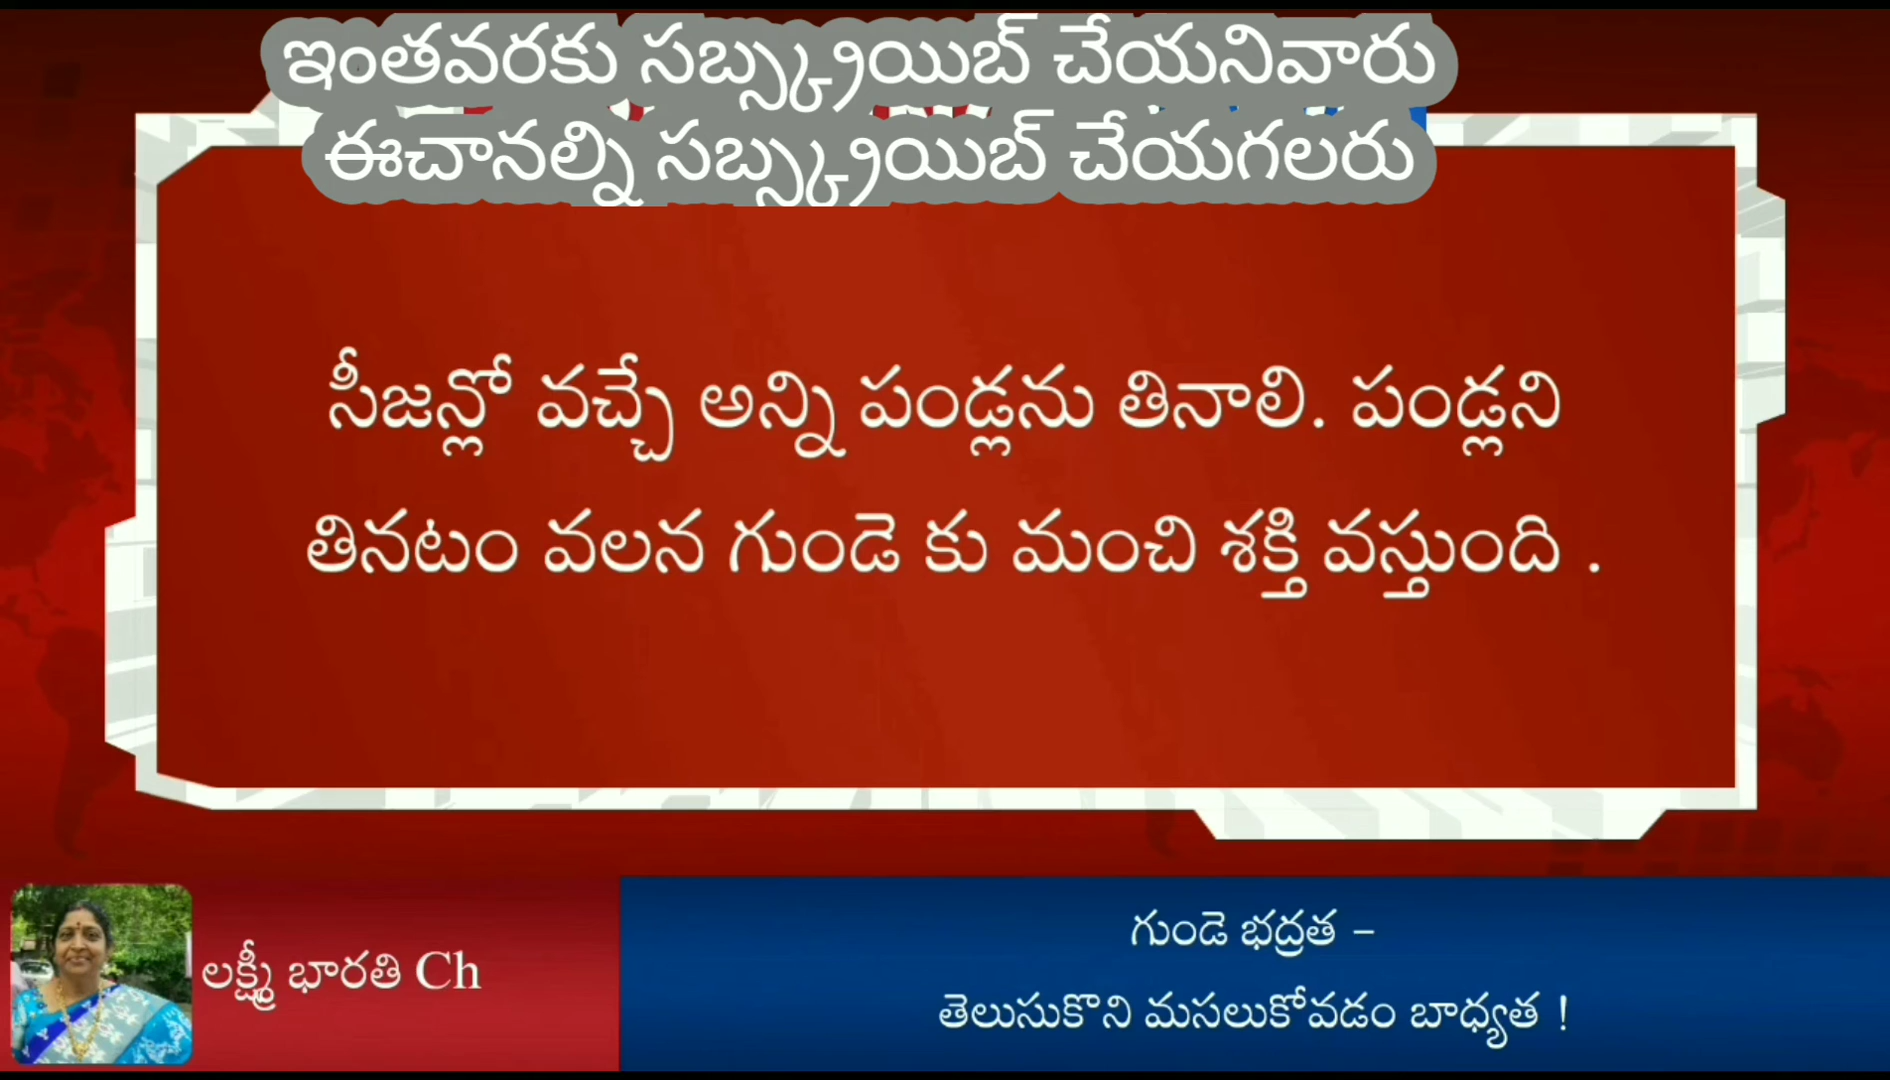 ఇంతవరకు సబ్స్క్రయిబ్ చేయనివారు
ఈచానల్ని సబ్స్క్రయిబ్ చేయగలరు
సీజన్లో వచ్చే అన్ని పండ్లను తినాలి. పండ్లని
తినటం వలన గుండె కు మంచి శక్తి వస్తుంది .
లక్ష్మీ భారతి Ch
గుండె భద్రత –
తెలుసుకొని మసలుకోవడం బాధ్యత !